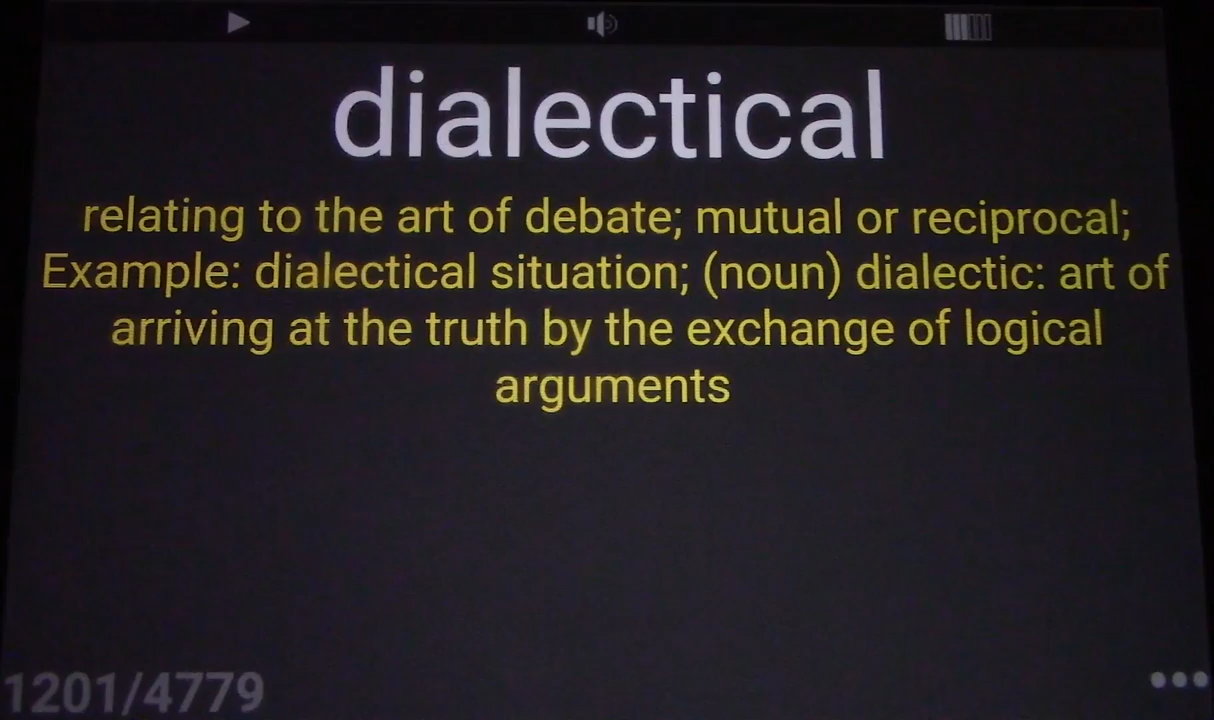 dialectical
relating to the art of debate; mutual or reciprocal;
Example: dialectical situation; (noun) dialectic: art of
arriving at the truth by the exchange of logical
arguments
1201/4779